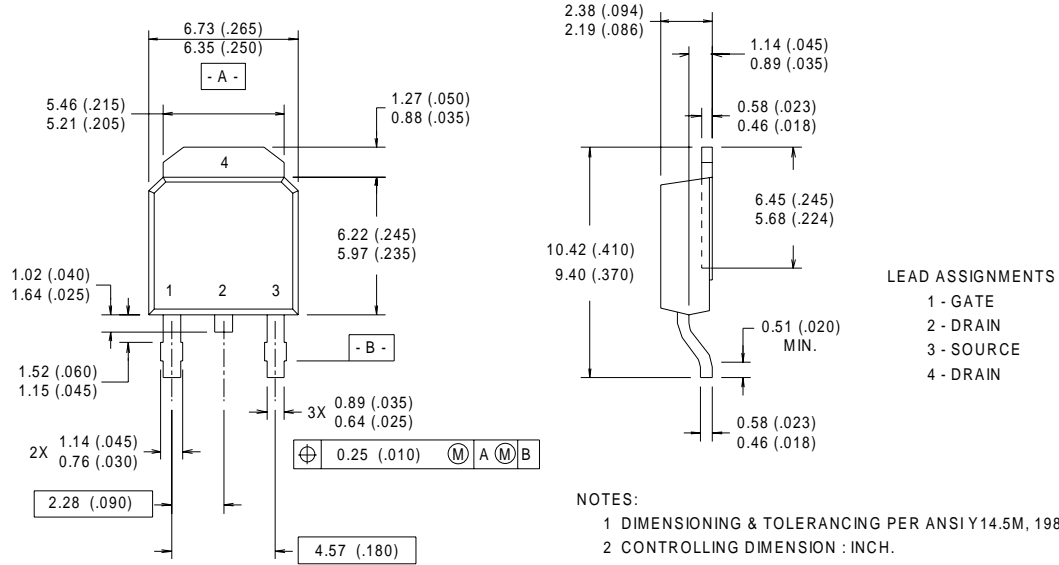 6.73 (.265)
6.35 (.250)
- A -
5.46 (.215)
5.21 (.205)
1.27 (.050)
0.88 (.035)
4
6.22 (.245)
5.97 (.235)
1.02 (.040)
1.64 (.025)
1 2 3
- B -
1.52 (.060)
1.15 (.045)
3X 0.89 (.035)
0.64 (.025)
2X 1.14 (.045)
0.76 (.030)
⌖ 0.25 (.010) Ⓜ A Ⓜ B
2.28 (.090)
4.57 (.180)
2.38 (.094)
2.19 (.086)
1.14 (.045)
0.89 (.035)
0.58 (.023)
0.46 (.018)
6.45 (.245)
5.68 (.224)
10.42 (.410)
9.40 (.370)
0.51 (.020)
MIN.
0.58 (.023)
0.46 (.018)
LEAD ASSIGNMENTS
1 - GATE
2 - DRAIN
3 - SOURCE
4 - DRAIN
NOTES:
1 DIMENSIONING & TOLERANCING PER ANSI Y14.5M, 198
2 CONTROLLING DIMENSION : INCH.